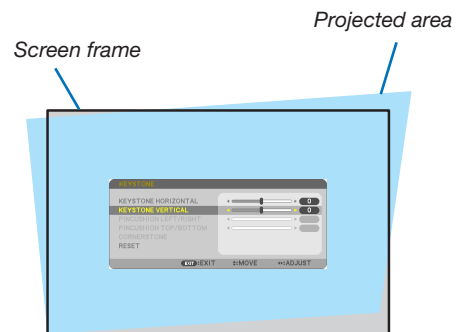 Projected area
Screen frame
KEYSTONE
KEYSTONE HORIZONTAL 0
KEYSTONE VERTICAL 0
PINCUSHION LEFT/RIGHT
PINCUSHION TOP/BOTTOM
CORNERSTONE
RESET
EXIT :EXIT :MOVE :ADJUST